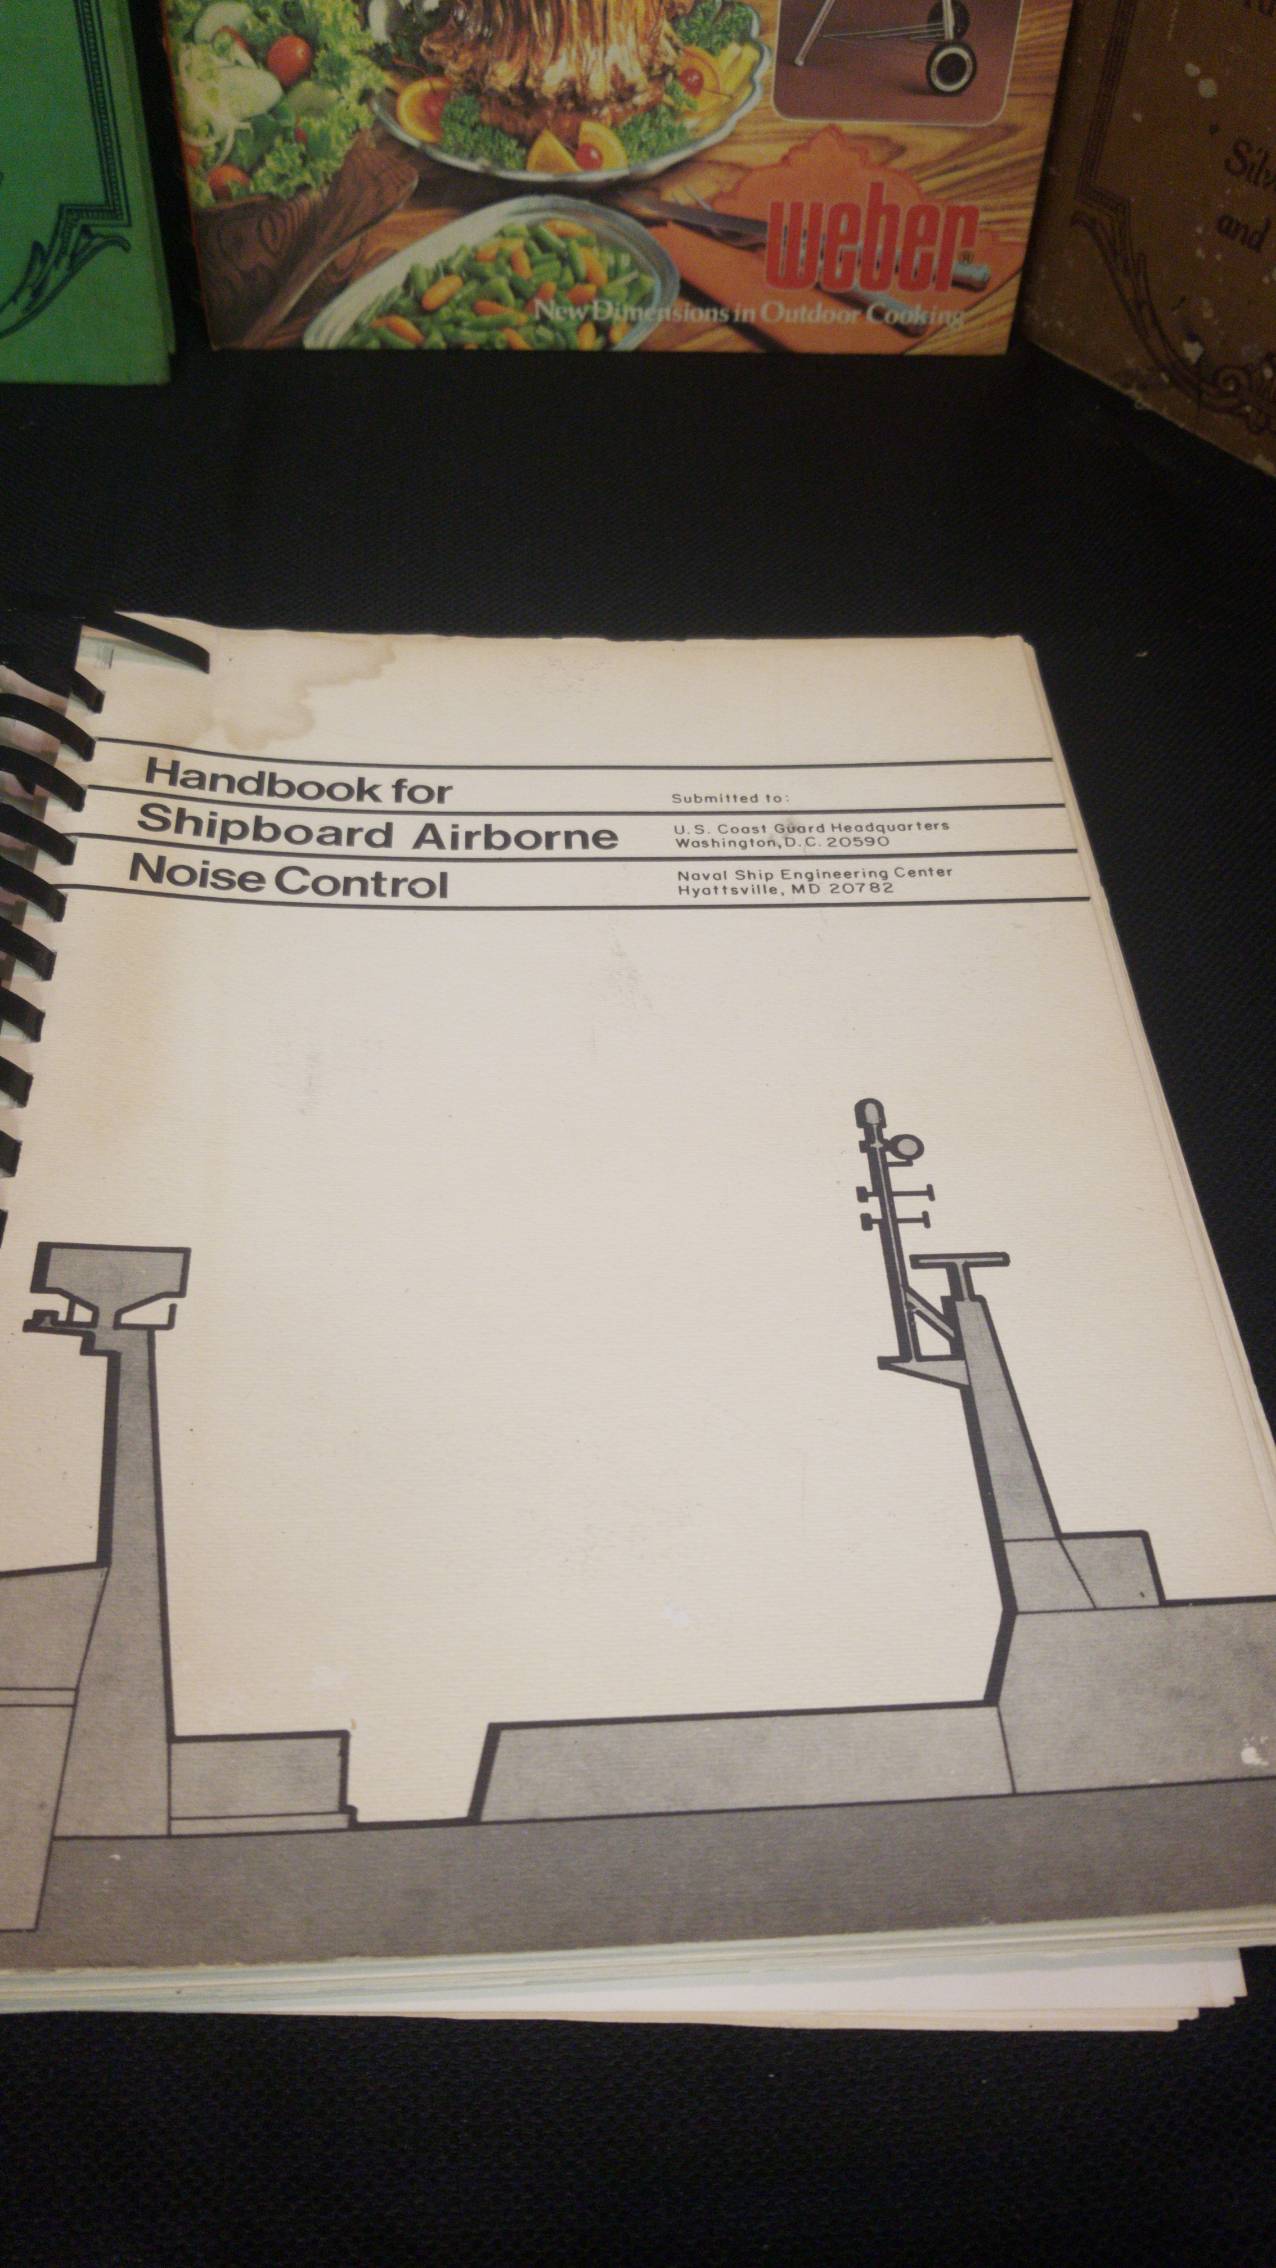 weber®
New Dimensions in Outdoor Cooking
and
Handbook for
Shipboard Airborne
Noise Control
Submitted to:
U.S. Coast Guard Headquarters
Washington, D.C. 20590
Naval Ship Engineering Center
Hyattsville, MD 20782